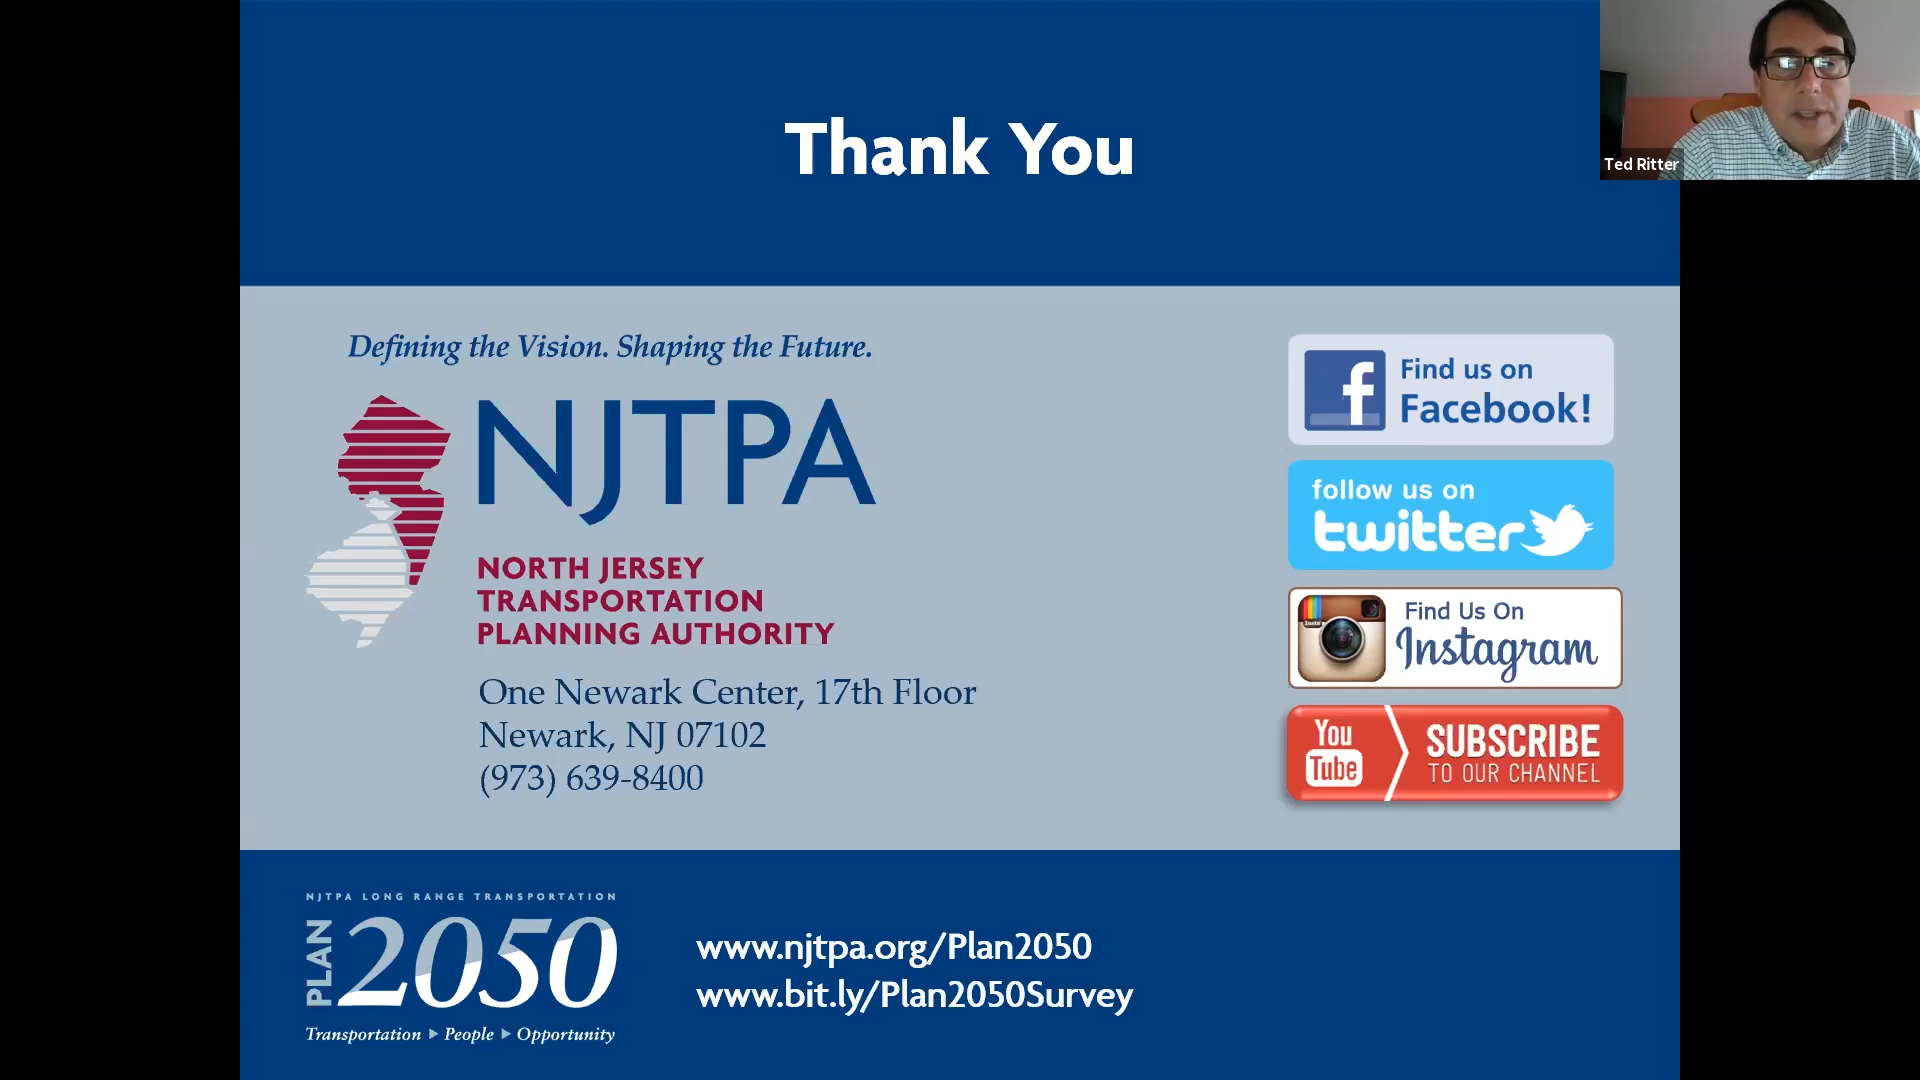 Thank You
Ted Ritter
Defining the Vision. Shaping the Future.
NJTPA
NORTH JERSEY
TRANSPORTATION
PLANNING AUTHORITY
One Newark Center, 17th Floor
Newark, NJ 07102
(973) 639-8400
Find us on
Facebook!
follow us on
twitter
Find Us On
Instagram
You
Tube
SUBSCRIBE
TO OUR CHANNEL
NJTPA LONG RANGE TRANSPORTATION
PLAN
2050
Transportation ▶ People ▶ Opportunity
www.njtpa.org/Plan2050
www.bit.ly/Plan2050Survey